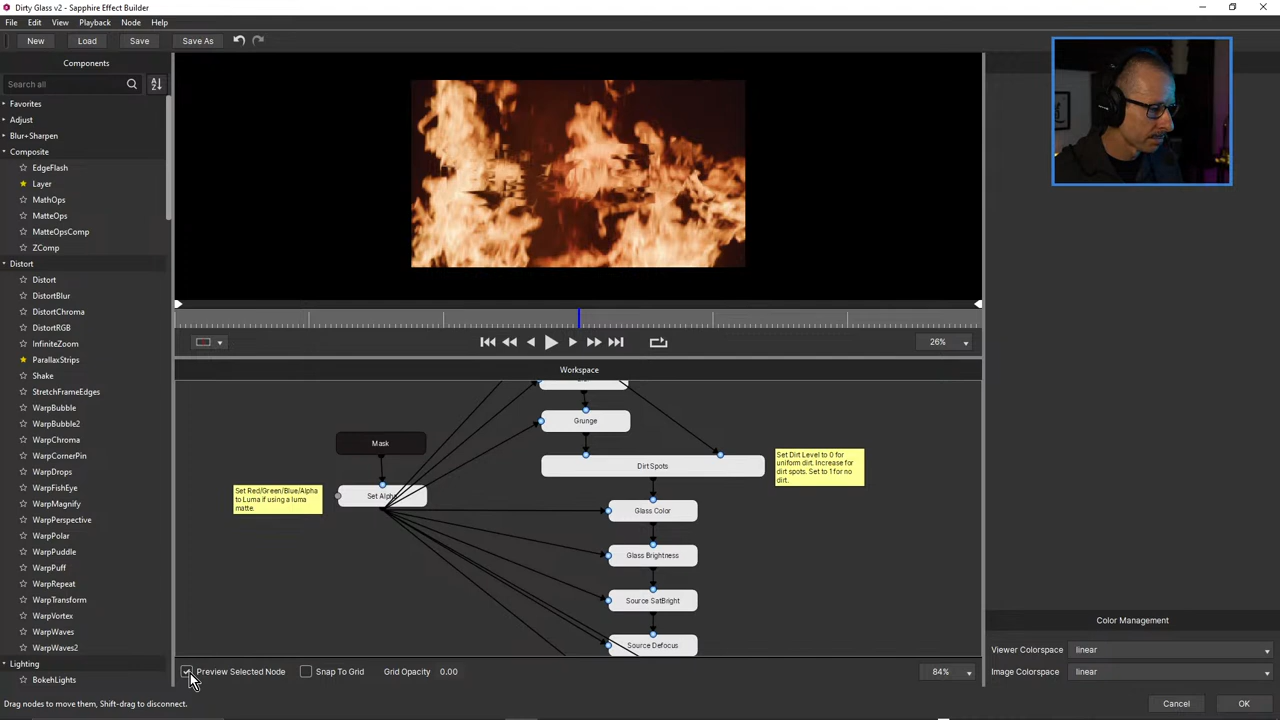 Dirty Glass v2 - Sapphire Effect Builder
File Edit View Playback Node Help
New Load Save Save As
Components
Search all
Favorites
Adjust
Blur+Sharpen
Composite
EdgeFlash
Layer
MathOps
MatteOps
MatteOpsComp
ZComp
Distort
Distort
DistortBlur
DistortChroma
DistortRGB
InfiniteZoom
ParallaxStrips
Shake
StretchFrameEdges
WarpBubble
WarpBubble2
WarpChroma
WarpCornerPin
WarpDrops
WarpFishEye
WarpMagnify
WarpPerspective
WarpPolar
WarpPuddle
WarpPuff
WarpRepeat
WarpTransform
WarpVortex
WarpWaves
WarpWaves2
Lighting
BokehLights
26%
Workspace
Grunge
Mask
Dirt Spots
Set Dirt Level to 0 for
uniform dirt. Increase for
dirt spots. Set to 1 for no
dirt.
Set Red/Green/Blue/Alpha
to Luma if using a luma
matte.
Set Alpha
Glass Color
Glass Brightness
Source SatBright
Source Defocus
Preview Selected Node Snap To Grid Grid Opacity 0.00 84%
Color Management
Viewer Colorspace linear
Image Colorspace linear
Drag nodes to move them, Shift-drag to disconnect.
Cancel OK